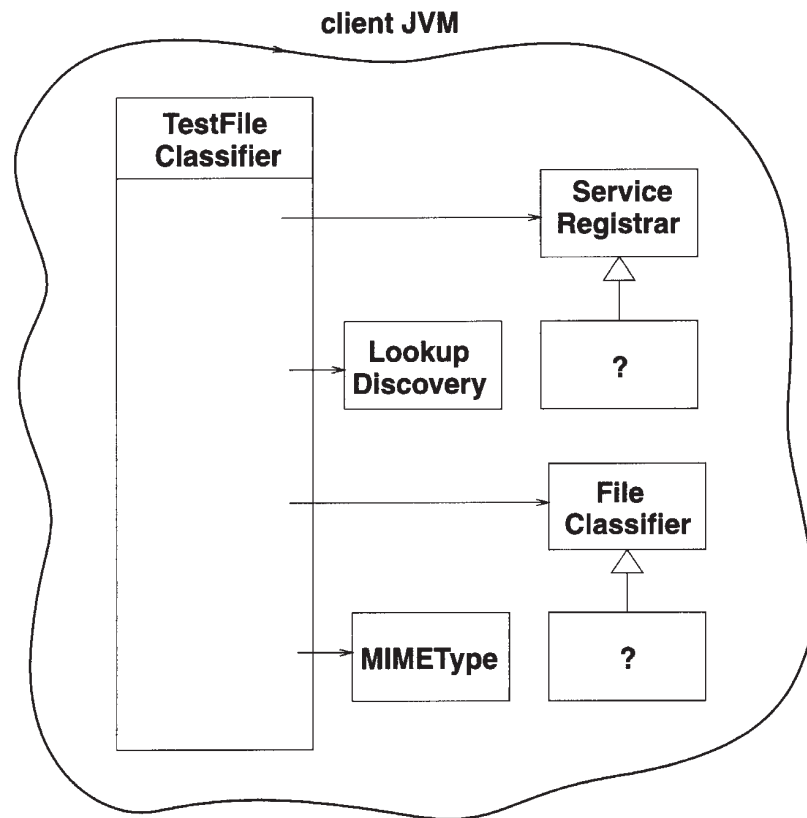 client JVM
TestFile
Classifier
Service
Registrar
Lookup
Discovery
?
File
Classifier
MIMEType
?